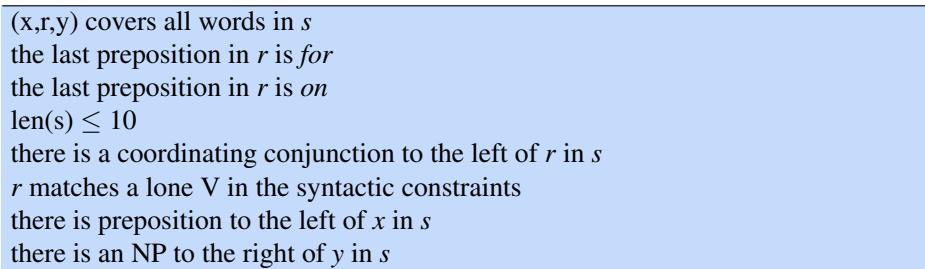 (x,r,y) covers all words in s
the last preposition in r is for
the last preposition in r is on
len(s) ≤ 10
there is a coordinating conjunction to the left of r in s
r matches a lone V in the syntactic constraints
there is preposition to the left of x in s
there is an NP to the right of y in s